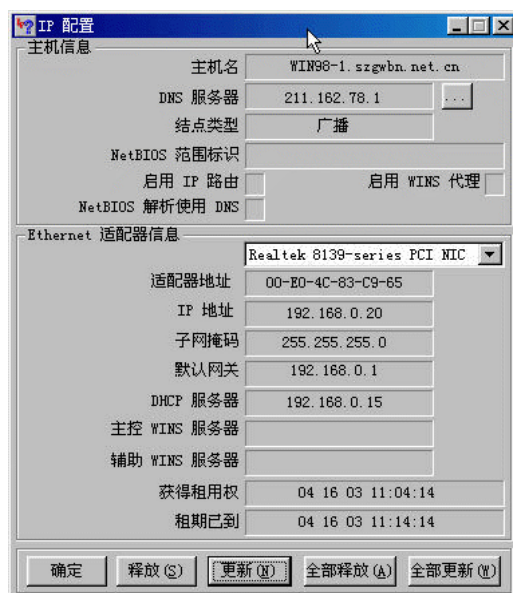 IP 配置
主机信息
主机名 WIN98-1.szgwbn.net.cn
DNS 服务器 211.162.78.1 ...
结点类型 广播
NetBIOS 范围标识
启用 IP 路由 启用 WINS 代理
NetBIOS 解析使用 DNS
Ethernet 适配器信息
Realtek 8139-series PCI NIC
适配器地址 00-E0-4C-83-C9-65
IP 地址 192.168.0.20
子网掩码 255.255.255.0
默认网关 192.168.0.1
DHCP 服务器 192.168.0.15
主控 WINS 服务器
辅助 WINS 服务器
获得租用权 04 16 03 11:04:14
租期已到 04 16 03 11:14:14
确定 释放(S) 更新(N) 全部释放(A) 全部更新(W)